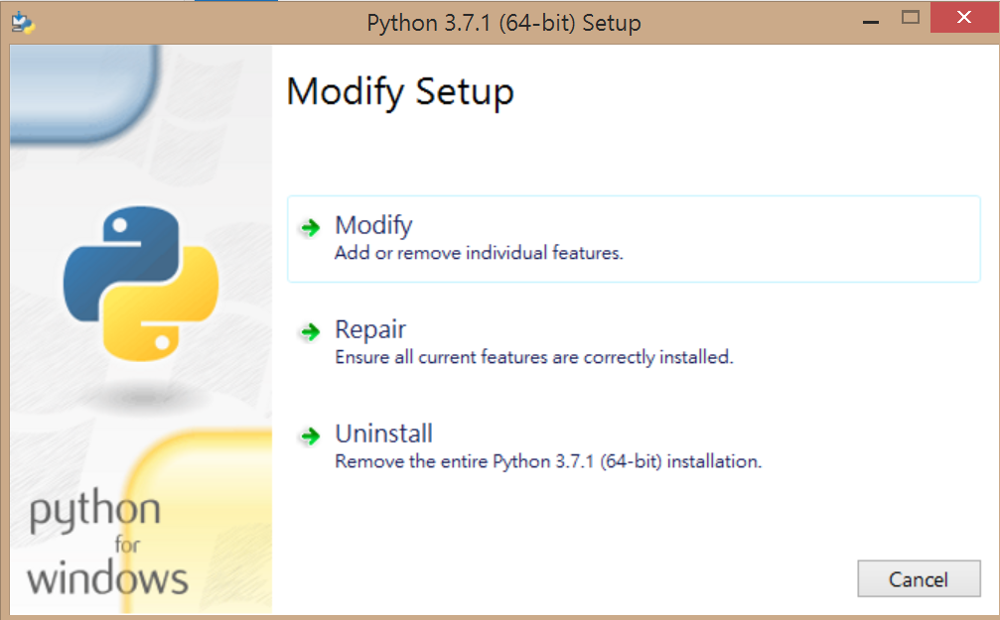 Python 3.7.1 (64-bit) Setup
Modify Setup
Modify
Add or remove individual features.
Repair
Ensure all current features are correctly installed.
Uninstall
Remove the entire Python 3.7.1 (64-bit) installation.
python
for
windows
Cancel